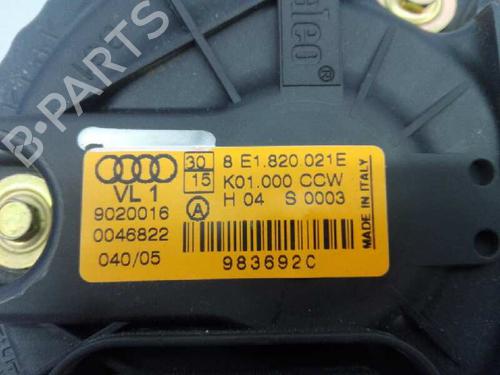 elco®
B-PARTS
30 8 E1.820.021E
15 K01.000 CCW
VL 1
9020016 A H 04 S 0003
0046822
040/05
983692C
MADE IN ITALY